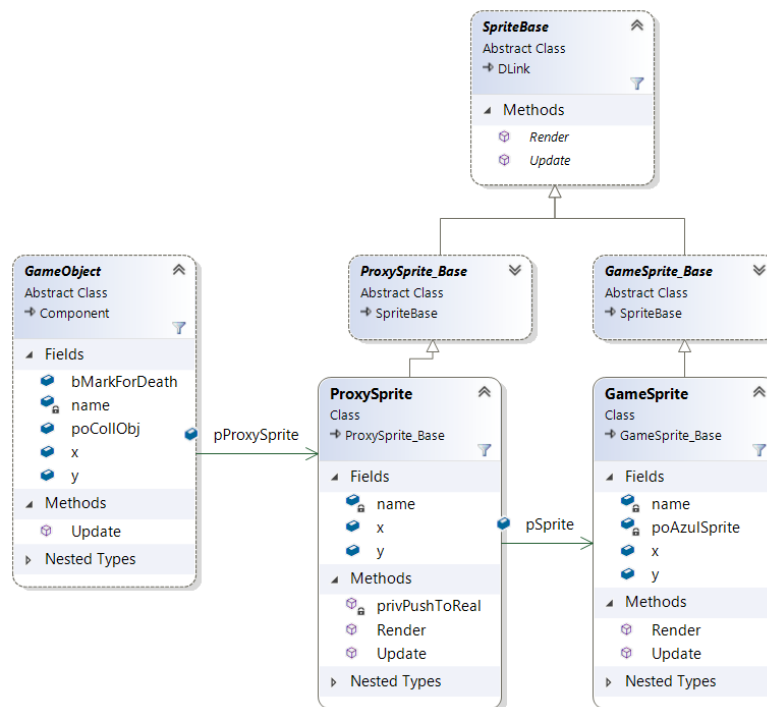 SpriteBase
Abstract Class
DLink
Methods
Render
Update
GameObject
Abstract Class
Component
Fields
bMarkForDeath
name
poCollObj
x
y
Methods
Update
Nested Types
pProxySprite
ProxySprite_Base
Abstract Class
SpriteBase
ProxySprite
Class
ProxySprite_Base
Fields
name
x
y
Methods
privPushToReal
Render
Update
Nested Types
pSprite
GameSprite_Base
Abstract Class
SpriteBase
GameSprite
Class
GameSprite_Base
Fields
name
poAzulSprite
x
y
Methods
Render
Update
Nested Types